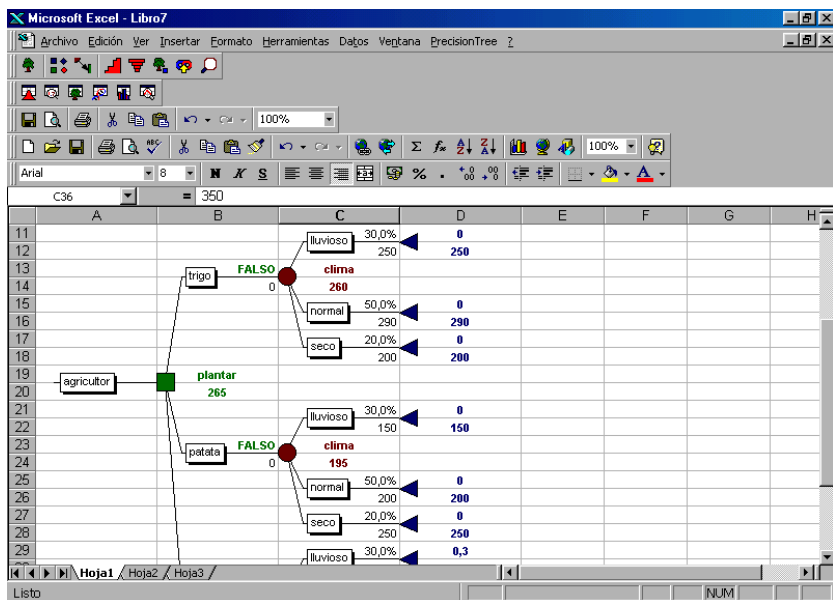 Microsoft Excel - Libro7
Archivo Edición Ver Insertar Formato Herramientas Datos Ventana PrecisionTree ?
100%
ABC Σ fx 100%
Arial 8 N K S % .
C36 = 350
A B C D E F G H
11 lluvioso 30,0% 0
12 250 250
13 trigo FALSO clima
14 0 260
15 normal 50,0% 0
16 290 290
17 seco 20,0% 0
18 200 200
19 agricultor plantar
20 265
21 lluvioso 30,0% 0
22 150 150
23 patata FALSO clima
24 0 195
25 normal 50,0% 0
26 200 200
27 seco 20,0% 0
28 250 250
29 lluvioso 30,0% 0,3
Hoja1 Hoja2 Hoja3
Listo NUM